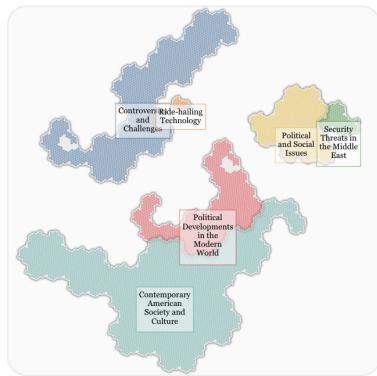 Controversies
and
Challenges
Ride-hailing
Technology
Political
and Social
Issues
Security
Threats in
the Middle
East
Political
Developments
in the
Modern
World
Contemporary
American
Society and
Culture